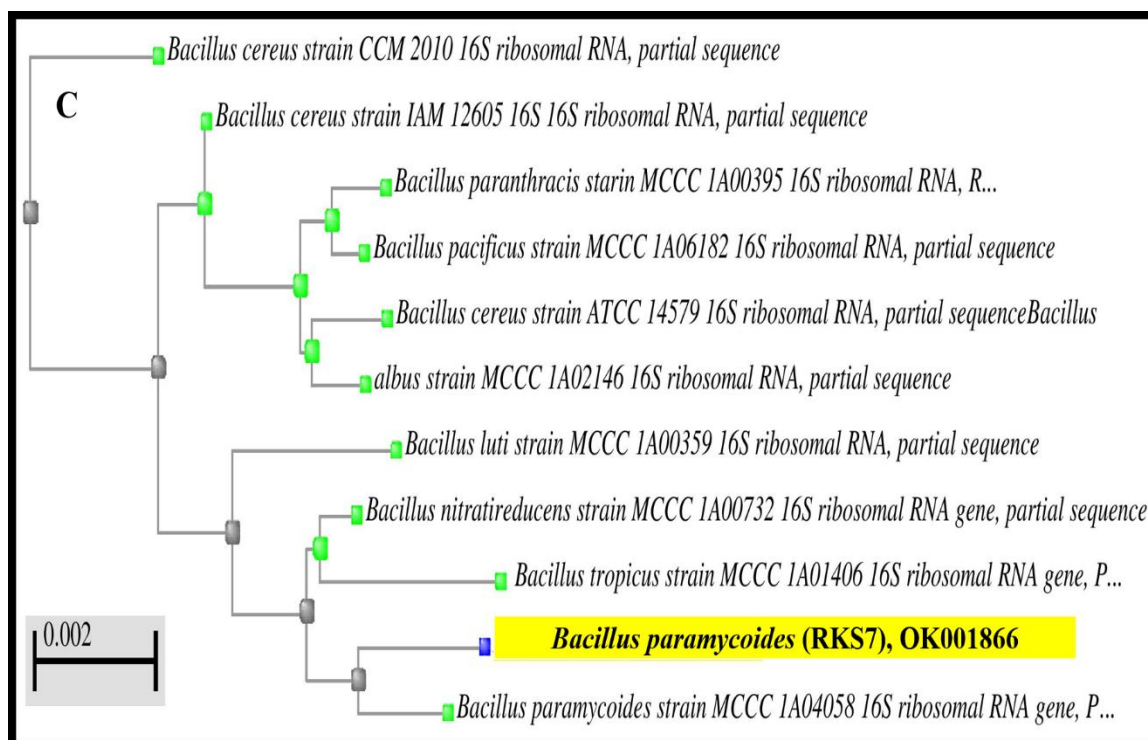 Bacillus cereus strain CCM 2010 16S ribosomal RNA, partial sequence
C
Bacillus cereus strain IAM 12605 16S 16S ribosomal RNA, partial sequence
Bacillus paranthracis starin MCCC 1A00395 16S ribosomal RNA, R...
Bacillus pacificus strain MCCC 1A06182 16S ribosomal RNA, partial sequence
Bacillus cereus strain ATCC 14579 16S ribosomal RNA, partial sequenceBacillus
albus strain MCCC 1A02146 16S ribosomal RNA, partial sequence
Bacillus luti strain MCCC 1A00359 16S ribosomal RNA, partial sequence
Bacillus nitratireducens strain MCCC 1A00732 16S ribosomal RNA gene, partial sequence
Bacillus tropicus strain MCCC 1A01406 16S ribosomal RNA gene, P...
0.002
Bacillus paramycoides (RKS7), OK001866
Bacillus paramycoides strain MCCC 1A04058 16S ribosomal RNA gene, P...